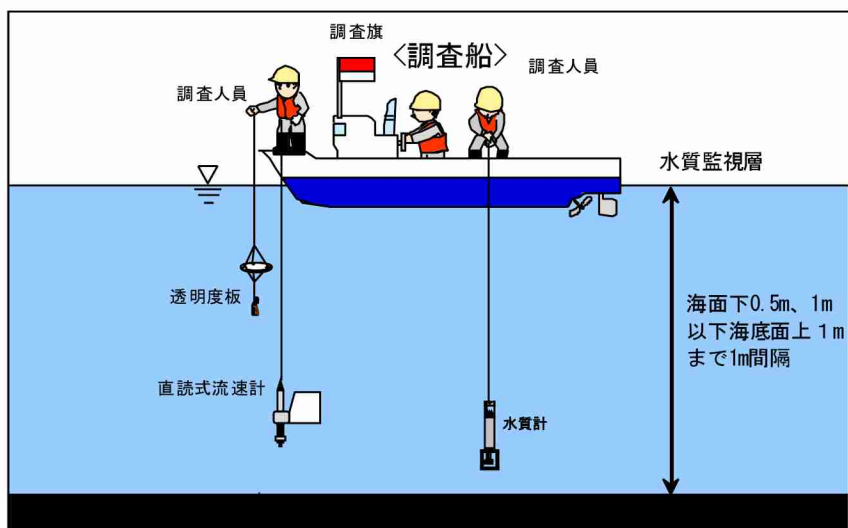 調査旗
〈調査船〉
調査人員
調査人員
水質監視層
透明度板
海面下0.5m、1m
以下海底面上1m
まで1m間隔
直読式流速計
水質計